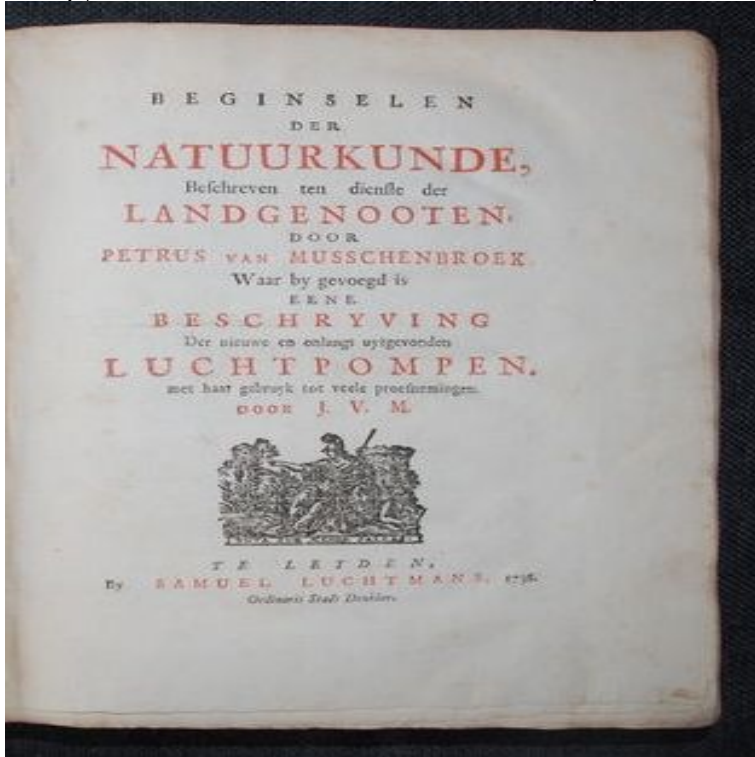 BEGINSELEN
DER
NATUURKUNDE,
Beſchreven ten dienſte der
LANDGENOOTEN,
DOOR
PETRUS VAN MUSSCHENBROEK
Waar by gevoegd is
EENE
BESCHRYVING
Der nieuwe en onlangs uytgevonden
LUCHTPOMPEN,
met haar gebruyk tot veele proefnemingen.
DOOR J. V. M.
TE LEYDEN,
By SAMUEL LUCHTMANS,
Ordinaris Stads Drukker.